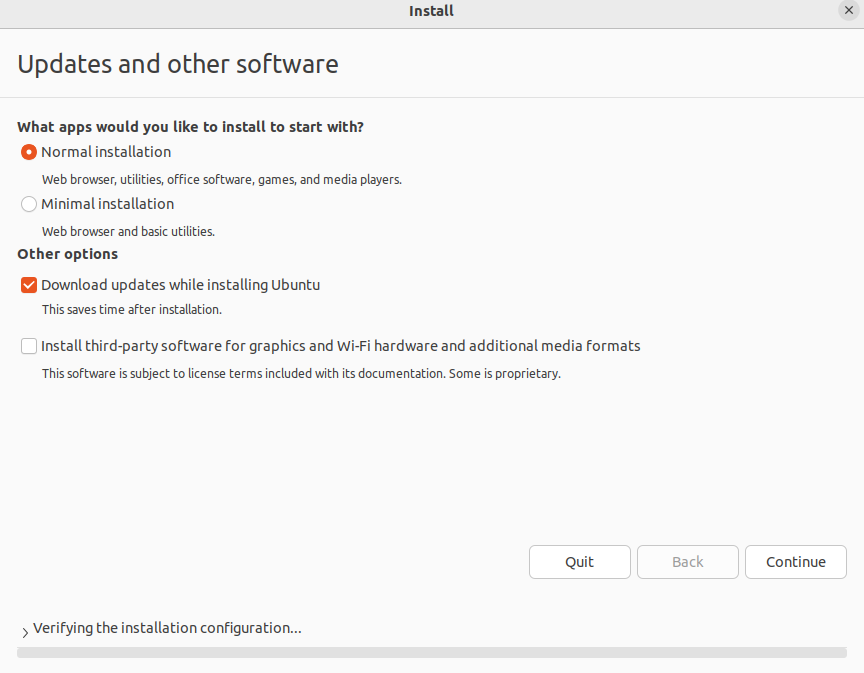 Install
Updates and other software
What apps would you like to install to start with?
Normal installation
Web browser, utilities, office software, games, and media players.
Minimal installation
Web browser and basic utilities.
Other options
Download updates while installing Ubuntu
This saves time after installation.
Install third-party software for graphics and Wi-Fi hardware and additional media formats
This software is subject to license terms included with its documentation. Some is proprietary.
Quit Back Continue
Verifying the installation configuration...